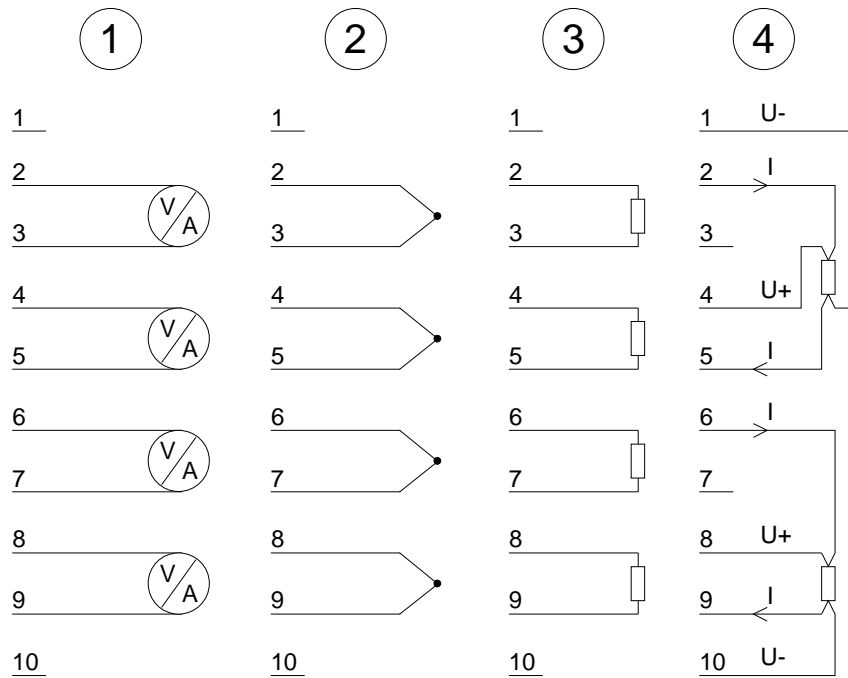 1 2 3 4
1 1 1 1 U-
2 2 2 2 I
V/A
3 3 3 3
4 4 4 4 U+
V/A
5 5 5 5 I
6 6 6 6 I
V/A
7 7 7 7
8 8 8 8 U+
V/A
9 9 9 9 I
10 10 10 10 U-